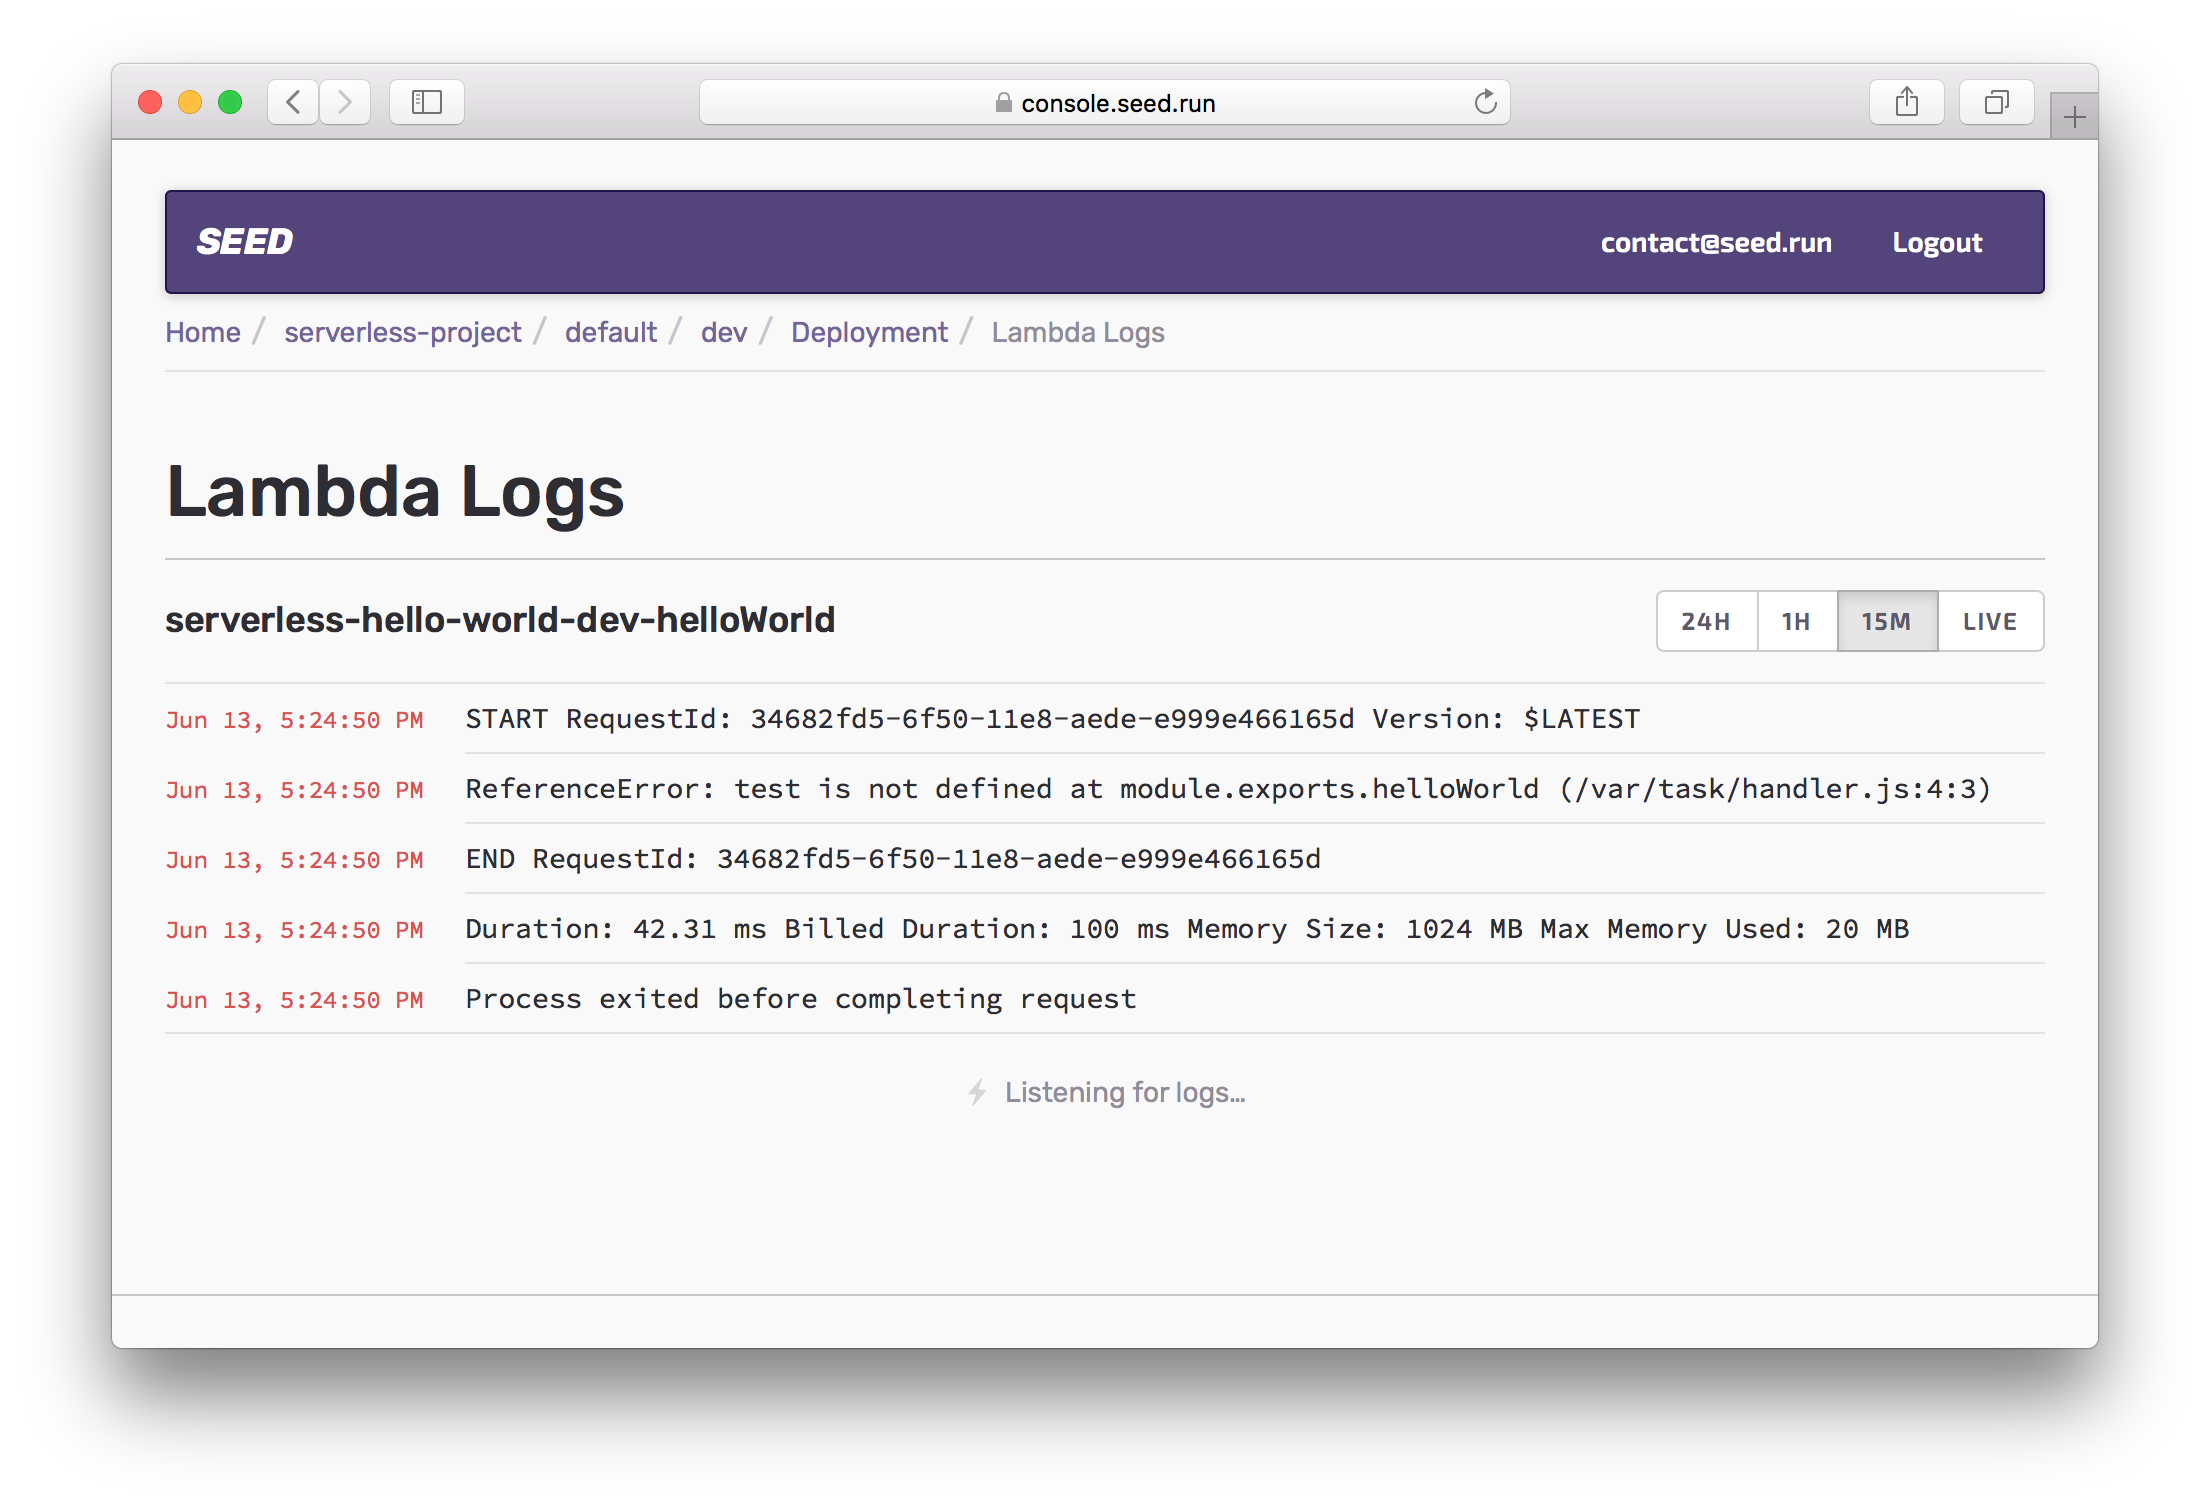 console.seed.run
SEED contact@seed.run Logout
Home / serverless-project / default / dev / Deployment / Lambda Logs
Lambda Logs
serverless-hello-world-dev-helloWorld 24H 1H 15M LIVE
Jun 13, 5:24:50 PM START RequestId: 34682fd5-6f50-11e8-aede-e999e466165d Version: $LATEST
Jun 13, 5:24:50 PM ReferenceError: test is not defined at module.exports.helloWorld (/var/task/handler.js:4:3)
Jun 13, 5:24:50 PM END RequestId: 34682fd5-6f50-11e8-aede-e999e466165d
Jun 13, 5:24:50 PM Duration: 42.31 ms Billed Duration: 100 ms Memory Size: 1024 MB Max Memory Used: 20 MB
Jun 13, 5:24:50 PM Process exited before completing request
Listening for logs…